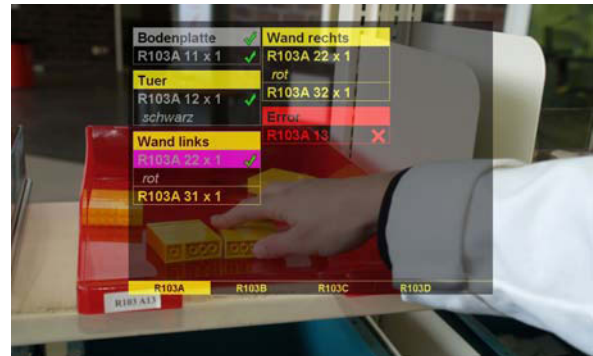 Bodenplatte
R103A 11 x 1
Tuer
R103A 12 x 1
schwarz
Wand links
R103A 22 x 1
rot
R103A 31 x 1
Wand rechts
R103A 22 x 1
rot
R103A 32 x 1
Error
R103A 13
R103A R103B R103C R103D
R103 A13